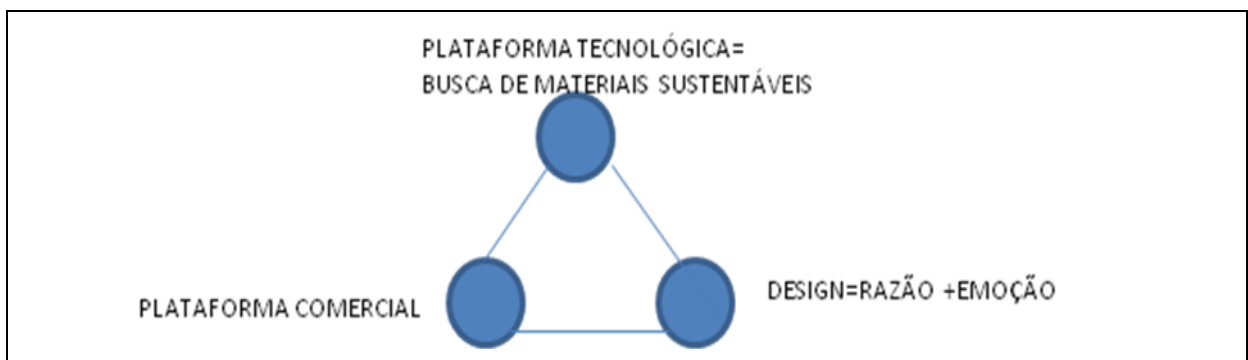 PLATAFORMA TECNOLÓGICA=
BUSCA DE MATERIAIS SUSTENTÁVEIS
DESIGN=RAZÃO +EMOÇÃO
PLATAFORMA COMERCIAL